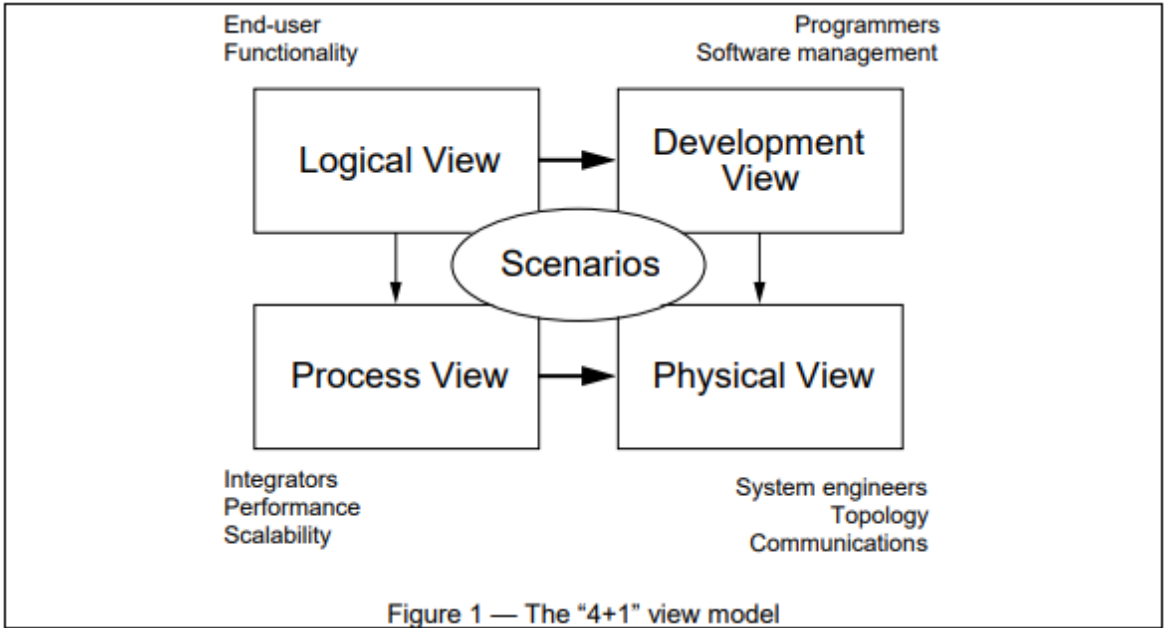 End-user
Functionality
Programmers
Software management
Logical View
Development
View
Scenarios
Process View
Physical View
Integrators
Performance
Scalability
System engineers
Topology
Communications
Figure 1 — The “4+1” view model